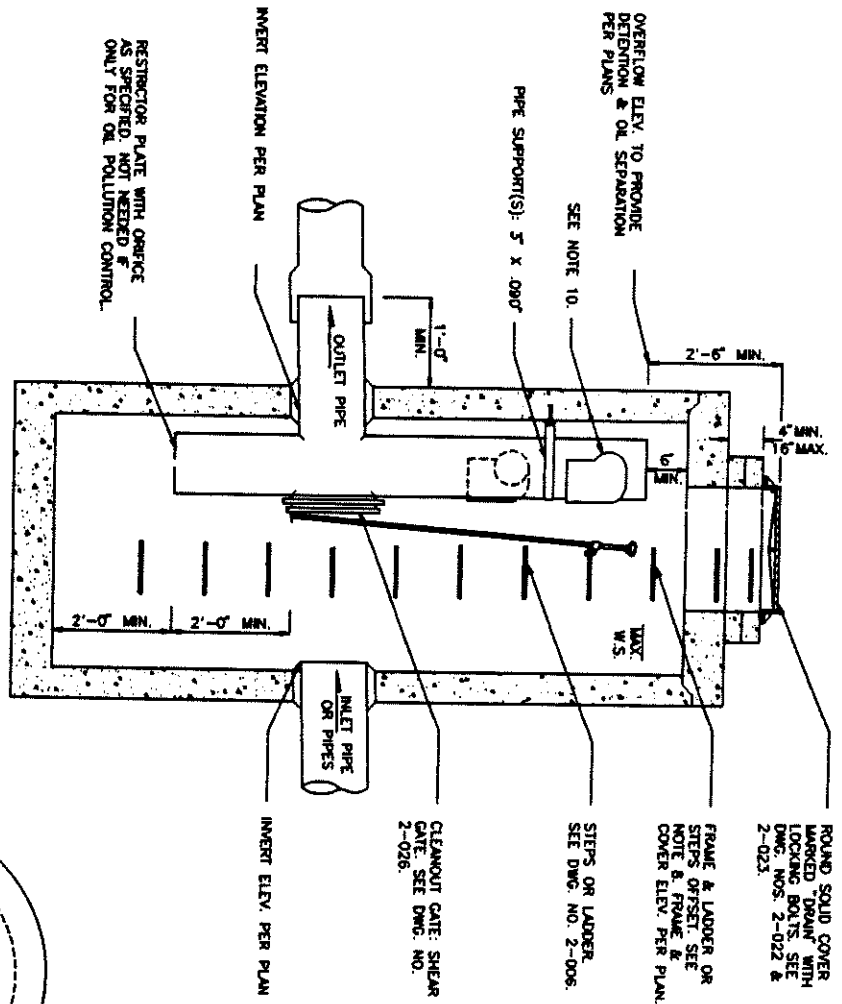 OVERFLOW ELEV. TO PROVIDE
DETENTION & OIL SEPARATION
PER PLANS
SEE NOTE 10.
PIPE SUPPORT(S): 3" X .090"
INVERT ELEVATION PER PLAN
RESTRICTOR PLATE WITH ORIFICE
AS SPECIFIED. NOT NEEDED IF
ONLY FOR OIL POLLUTION CONTROL.
2'-6" MIN.
4" MIN.
16" MAX.
6"
MIN.
1'-0"
MIN.
OUTLET PIPE
MAX.
W.S.
2'-0" MIN.
2'-0" MIN.
INLET PIPE
OR PIPES
ROUND SOLID COVER
MARKED "DRAIN" WITH
LOCKING BOLTS. SEE
DWG. NOS. 2-022 &
2-023.
FRAME & LADDER OR
STEPS OFFSET. SEE
NOTE 8. FRAME &
COVER ELEV. PER PLAN.
STEPS OR LADDER.
SEE DWG. NO. 2-006.
CLEANOUT GATE: SHEAR
GATE. SEE DWG. NO.
2-026.
INVERT ELEV. PER PLAN